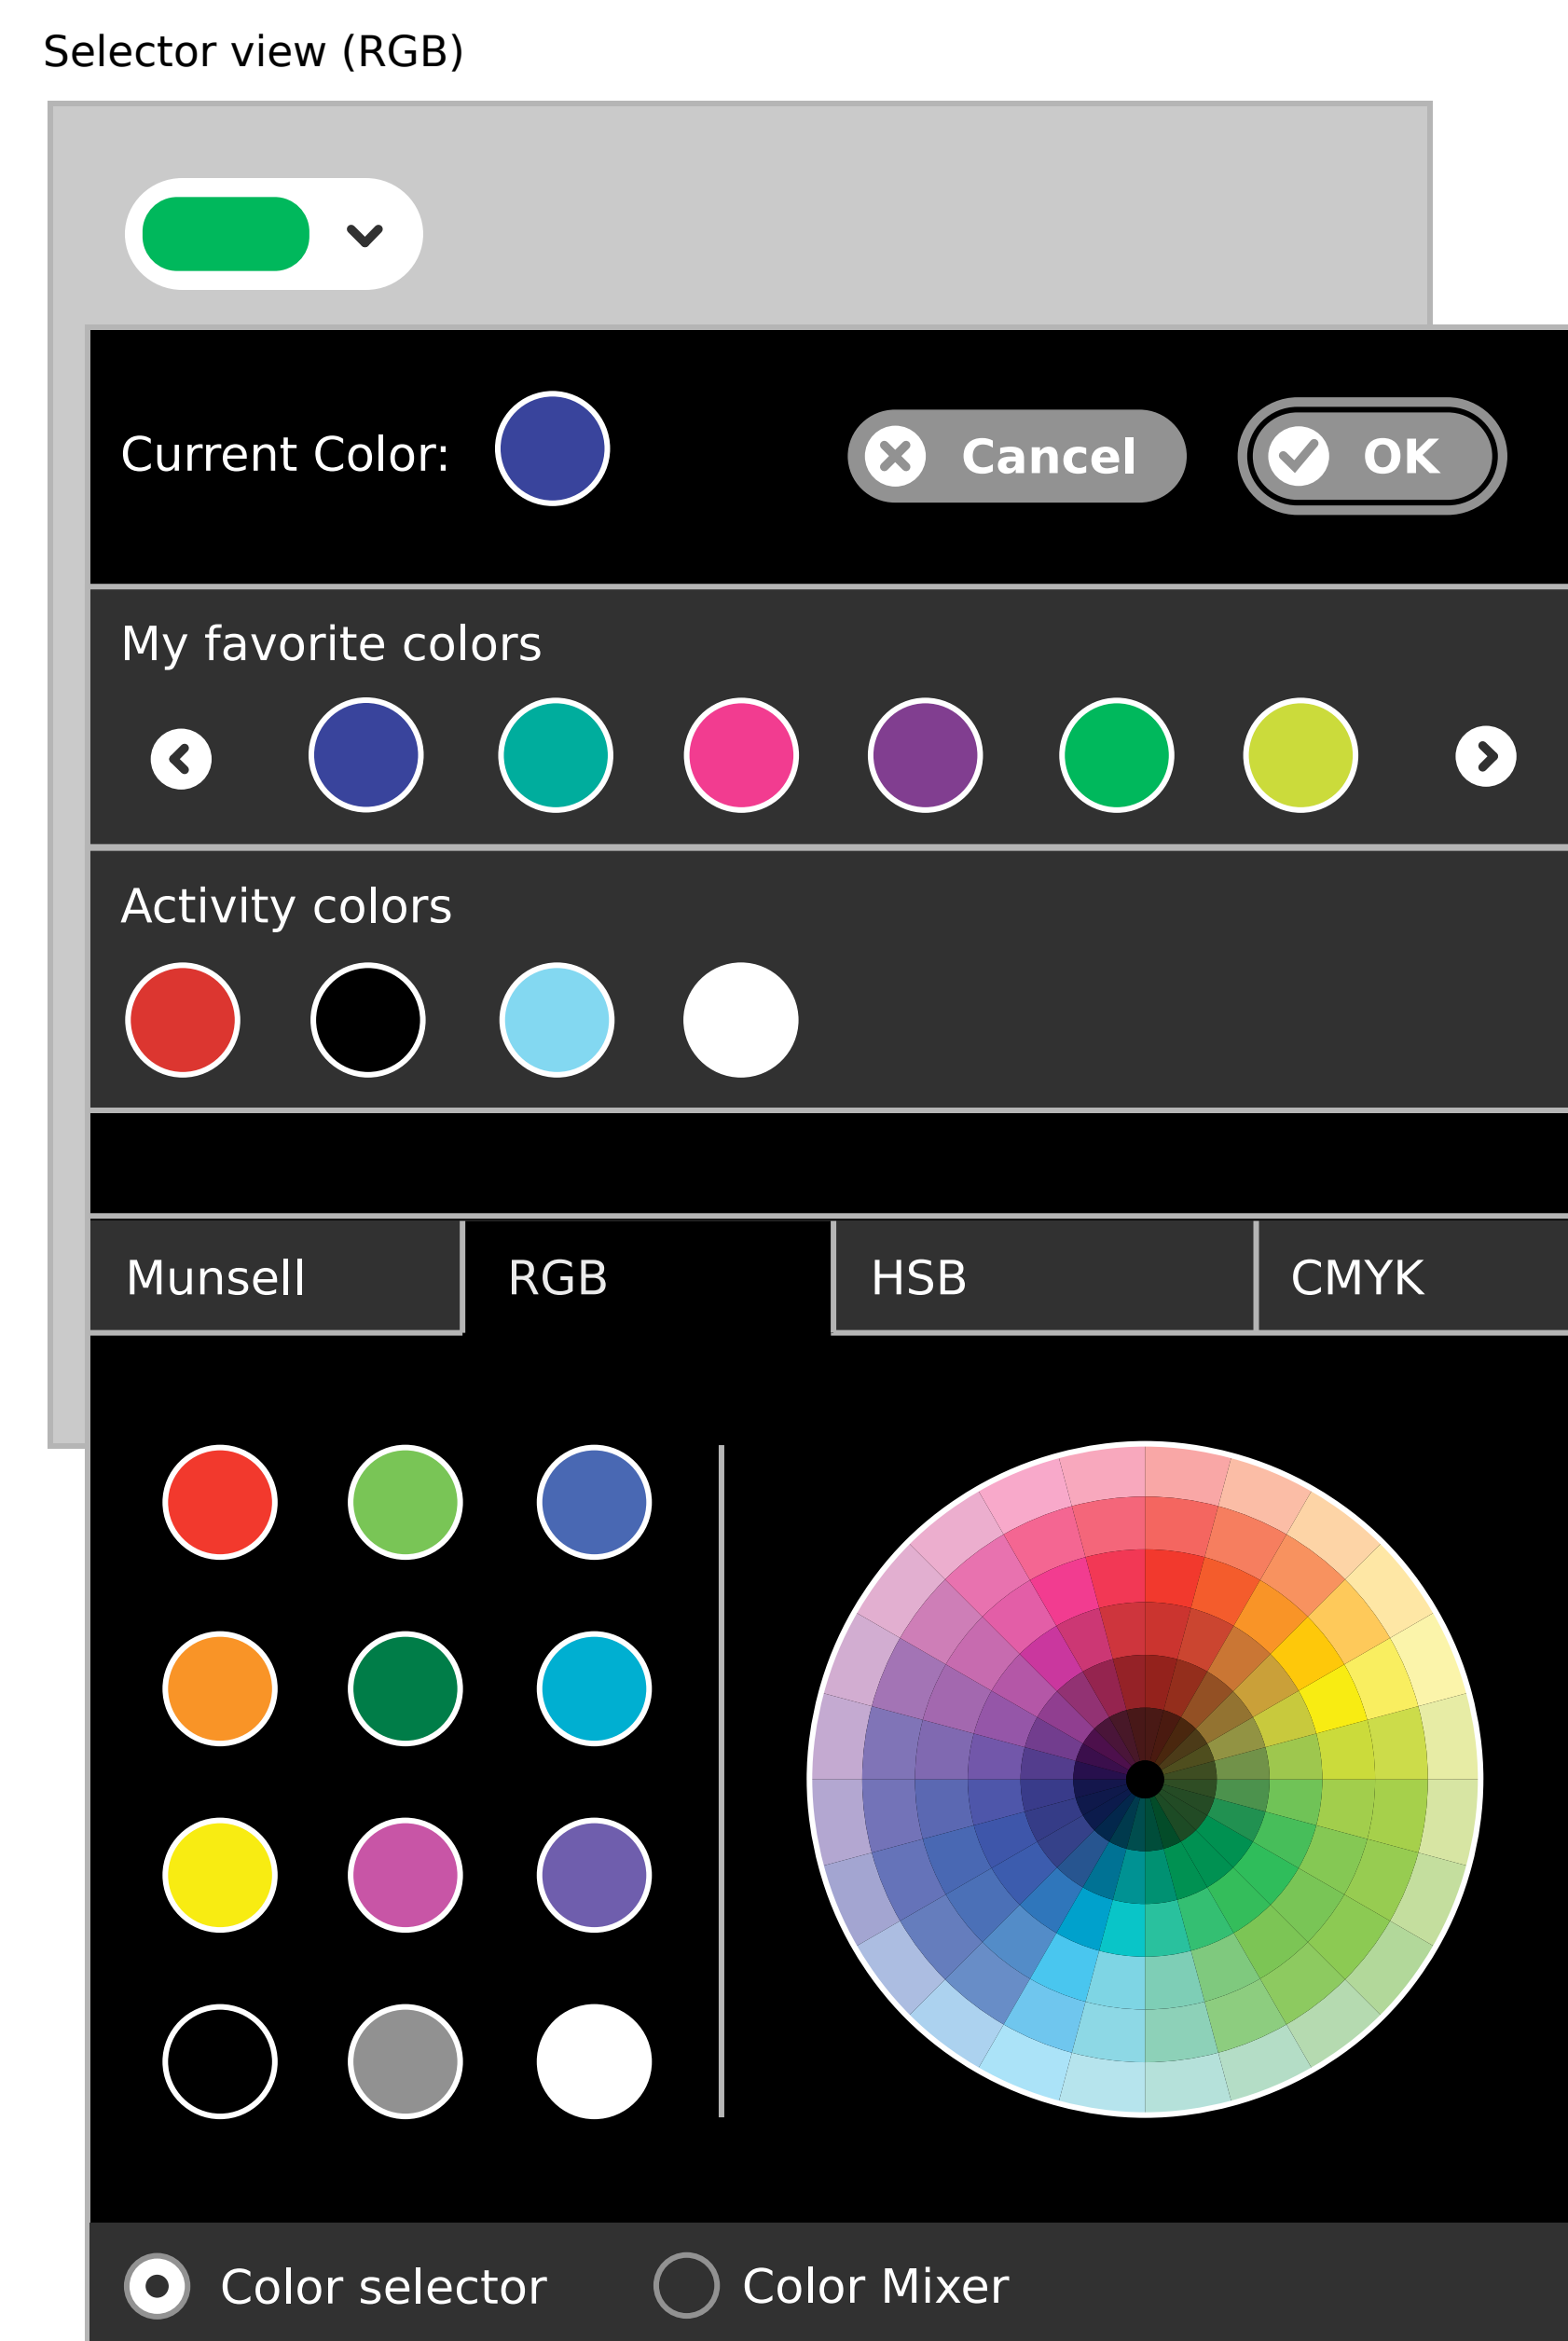 Selector view (RGB)
Current Color:
Cancel
OK
My favorite colors
Activity colors
Munsell
RGB
HSB
CMYK
Color selector
Color Mixer